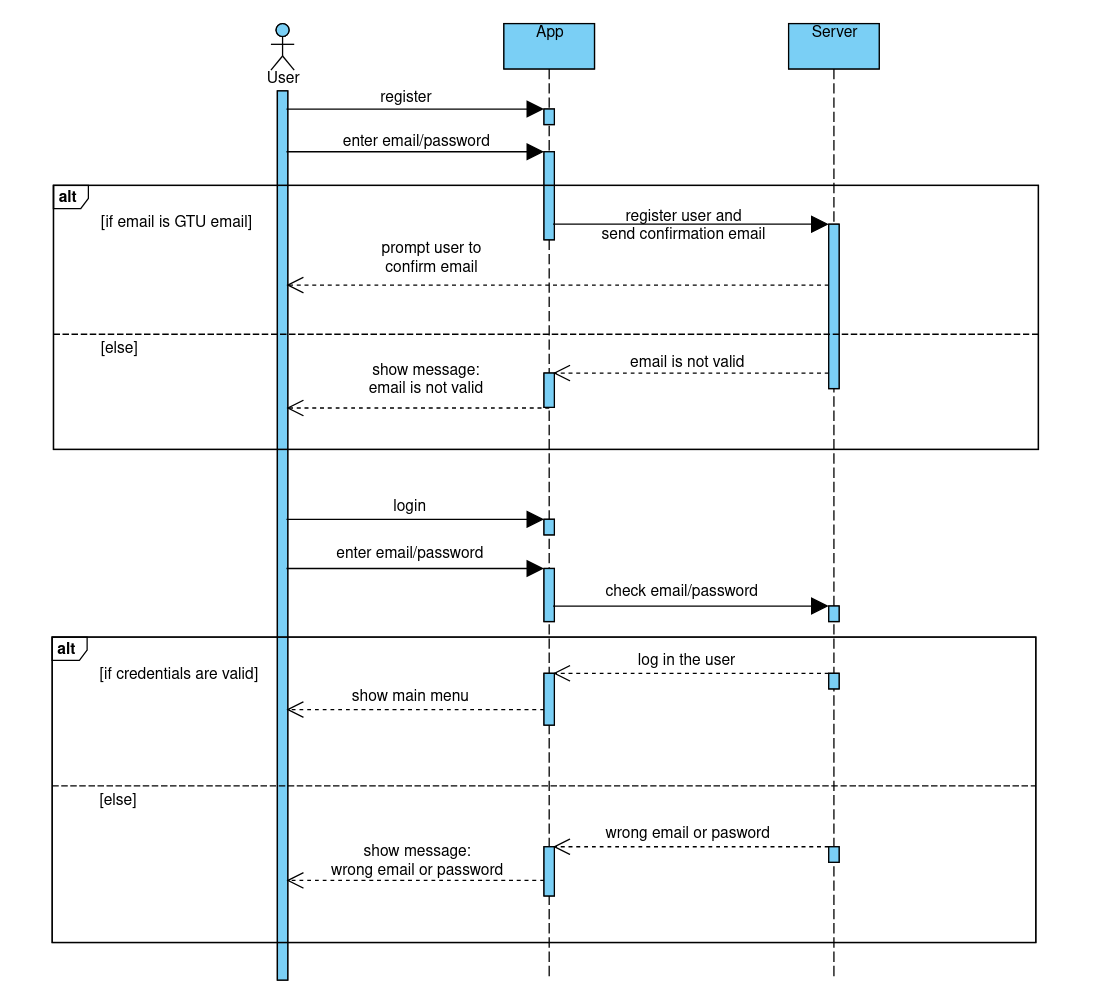 App
Server
User
register
enter email/password
alt
[if email is GTU email]
register user and
send confirmation email
prompt user to
confirm email
[else]
email is not valid
show message:
email is not valid
login
enter email/password
check email/password
alt
[if credentials are valid]
log in the user
show main menu
[else]
wrong email or pasword
show message:
wrong email or password